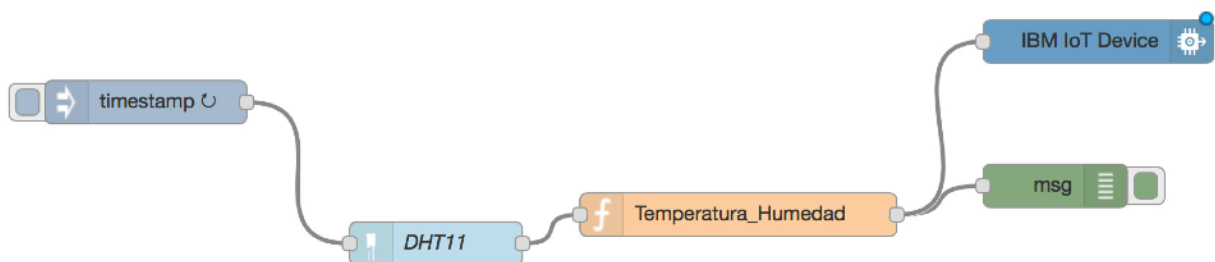 IBM IoT Device
timestamp ↻
msg
Temperatura_Humedad
DHT11